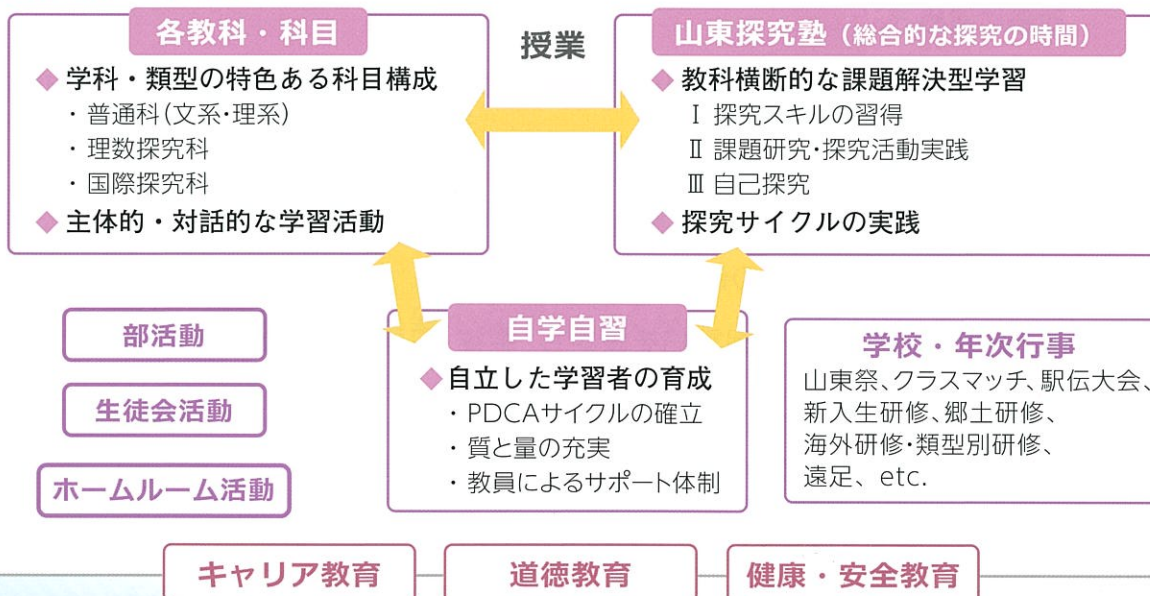 各教科・科目
◆ 学科・類型の特色ある科目構成
・普通科(文系・理系)
・理数探究科
・国際探究科
◆ 主体的・対話的な学習活動
授業
山東探究塾(総合的な探究の時間)
◆ 教科横断的な課題解決型学習
Ⅰ 探究スキルの習得
Ⅱ 課題研究・探究活動実践
Ⅲ 自己探究
◆ 探究サイクルの実践
部活動
生徒会活動
ホームルーム活動
自学自習
◆ 自立した学習者の育成
・PDCAサイクルの確立
・質と量の充実
・教員によるサポート体制
学校・年次行事
山東祭、クラスマッチ、駅伝大会、
新入生研修、郷土研修、
海外研修・類型別研修、
遠足、etc.
キャリア教育
道徳教育
健康・安全教育